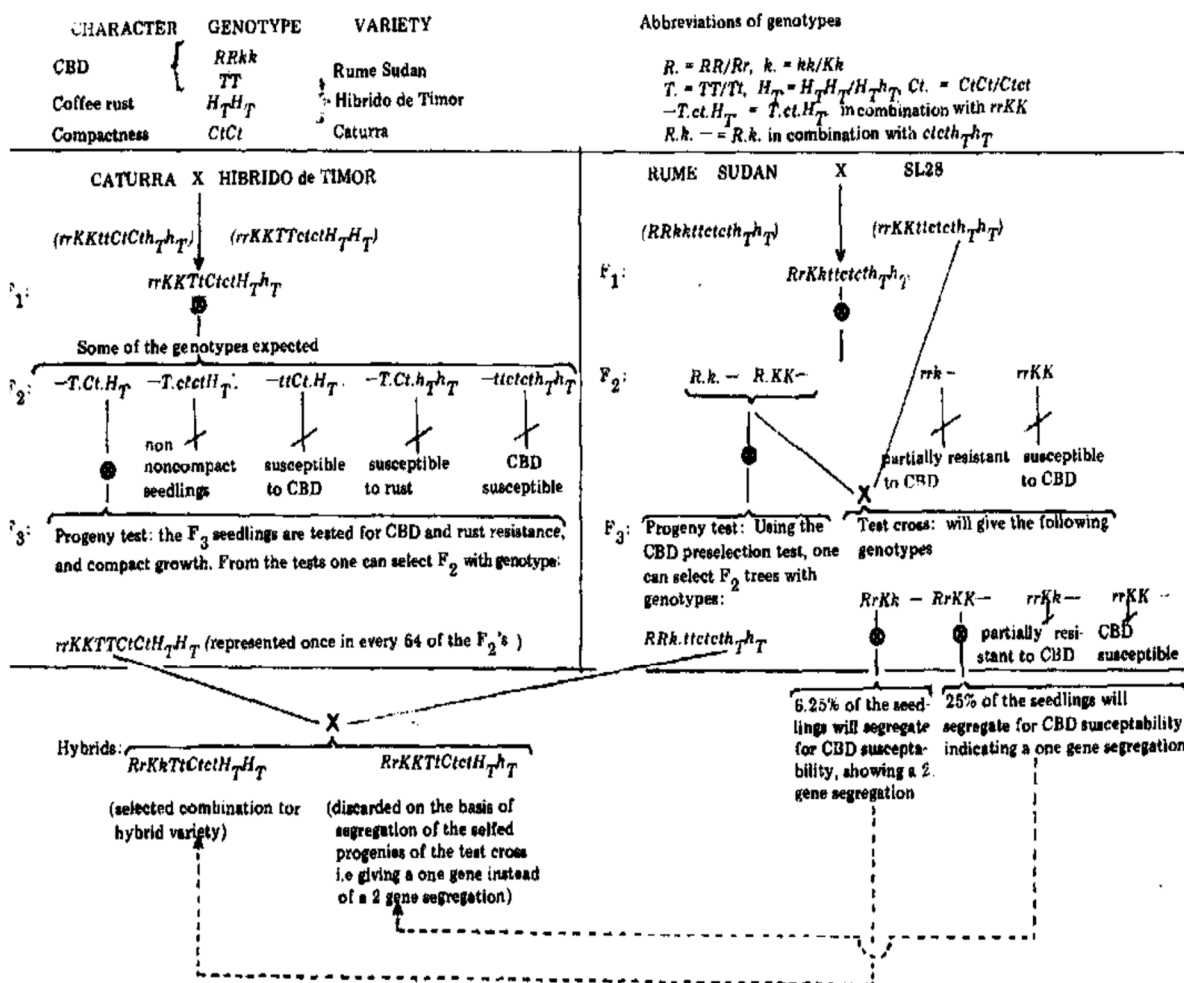 CHARACTER GENOTYPE VARIETY
CBD { RRkk
TT Rume Sudan
Coffee rust H_TH_T Hibrido de Timor
Compactness CtCt Caturra
Abbreviations of genotypes
R. = RR/Rr, k. = kk/Kk
T. = TT/Tt, H_T. = H_TH_T/H_Th_T, Ct. = CtCt/Ctct
—T.ct.H_T = T.ct.H_T. in combination with rrKK
R.k. — = R.k. in combination with ctcth_Th_T
CATURRA X HIBRIDO de TIMOR
(rrKKttCtCth_Th_T) (rrKKTTctctH_TH_T)
F1:
rrKKTtCtctH_Th_T
Some of the genotypes expected
F2: —T.Ct.H_T. —T.ctctH_T. —ttCt.H_T. —T.Ct.h_Th_T —ttctcth_Th_T
non
noncompact
seedlings
susceptible
to CBD
susceptible
to rust
CBD
susceptible
F3: Progeny test: the F3 seedlings are tested for CBD and rust resistance,
and compact growth. From the tests one can select F2 with genotype:
rrKKTTCtCtH_TH_T (represented once in every 64 of the F2's )
RUME SUDAN X SL28
(RRkkttctcth_Th_T) (rrKKttctcth_Th_T)
F1: RrKkttctcth_Th_T
F2: R.k. — R.KK— rrk — rrKK
partially resistant
to CBD
susceptible
to CBD
X
F3: Progeny test: Using the
CBD preselection test, one
can select F2 trees with
genotypes:
RRk.ttctcth_Th_T
Test cross: will give the following
genotypes
RrKk — RrKK— rrKk — rrKK —
partially resi-
stant to CBD
CBD
susceptible
6.25% of the seed-
lings will segregate
for CBD suscepta-
bility, showing a 2
gene segregation
25% of the seedlings will
segregate for CBD susceptability
indicating a one gene segregation
X
Hybrids: RrKkTtCtctH_TH_T RrKKTtCtctH_Th_T
(selected combination for
hybrid variety)
(discarded on the basis of
segregation of the selfed
progenies of the test cross
i.e giving a one gene instead
of a 2 gene segregation)